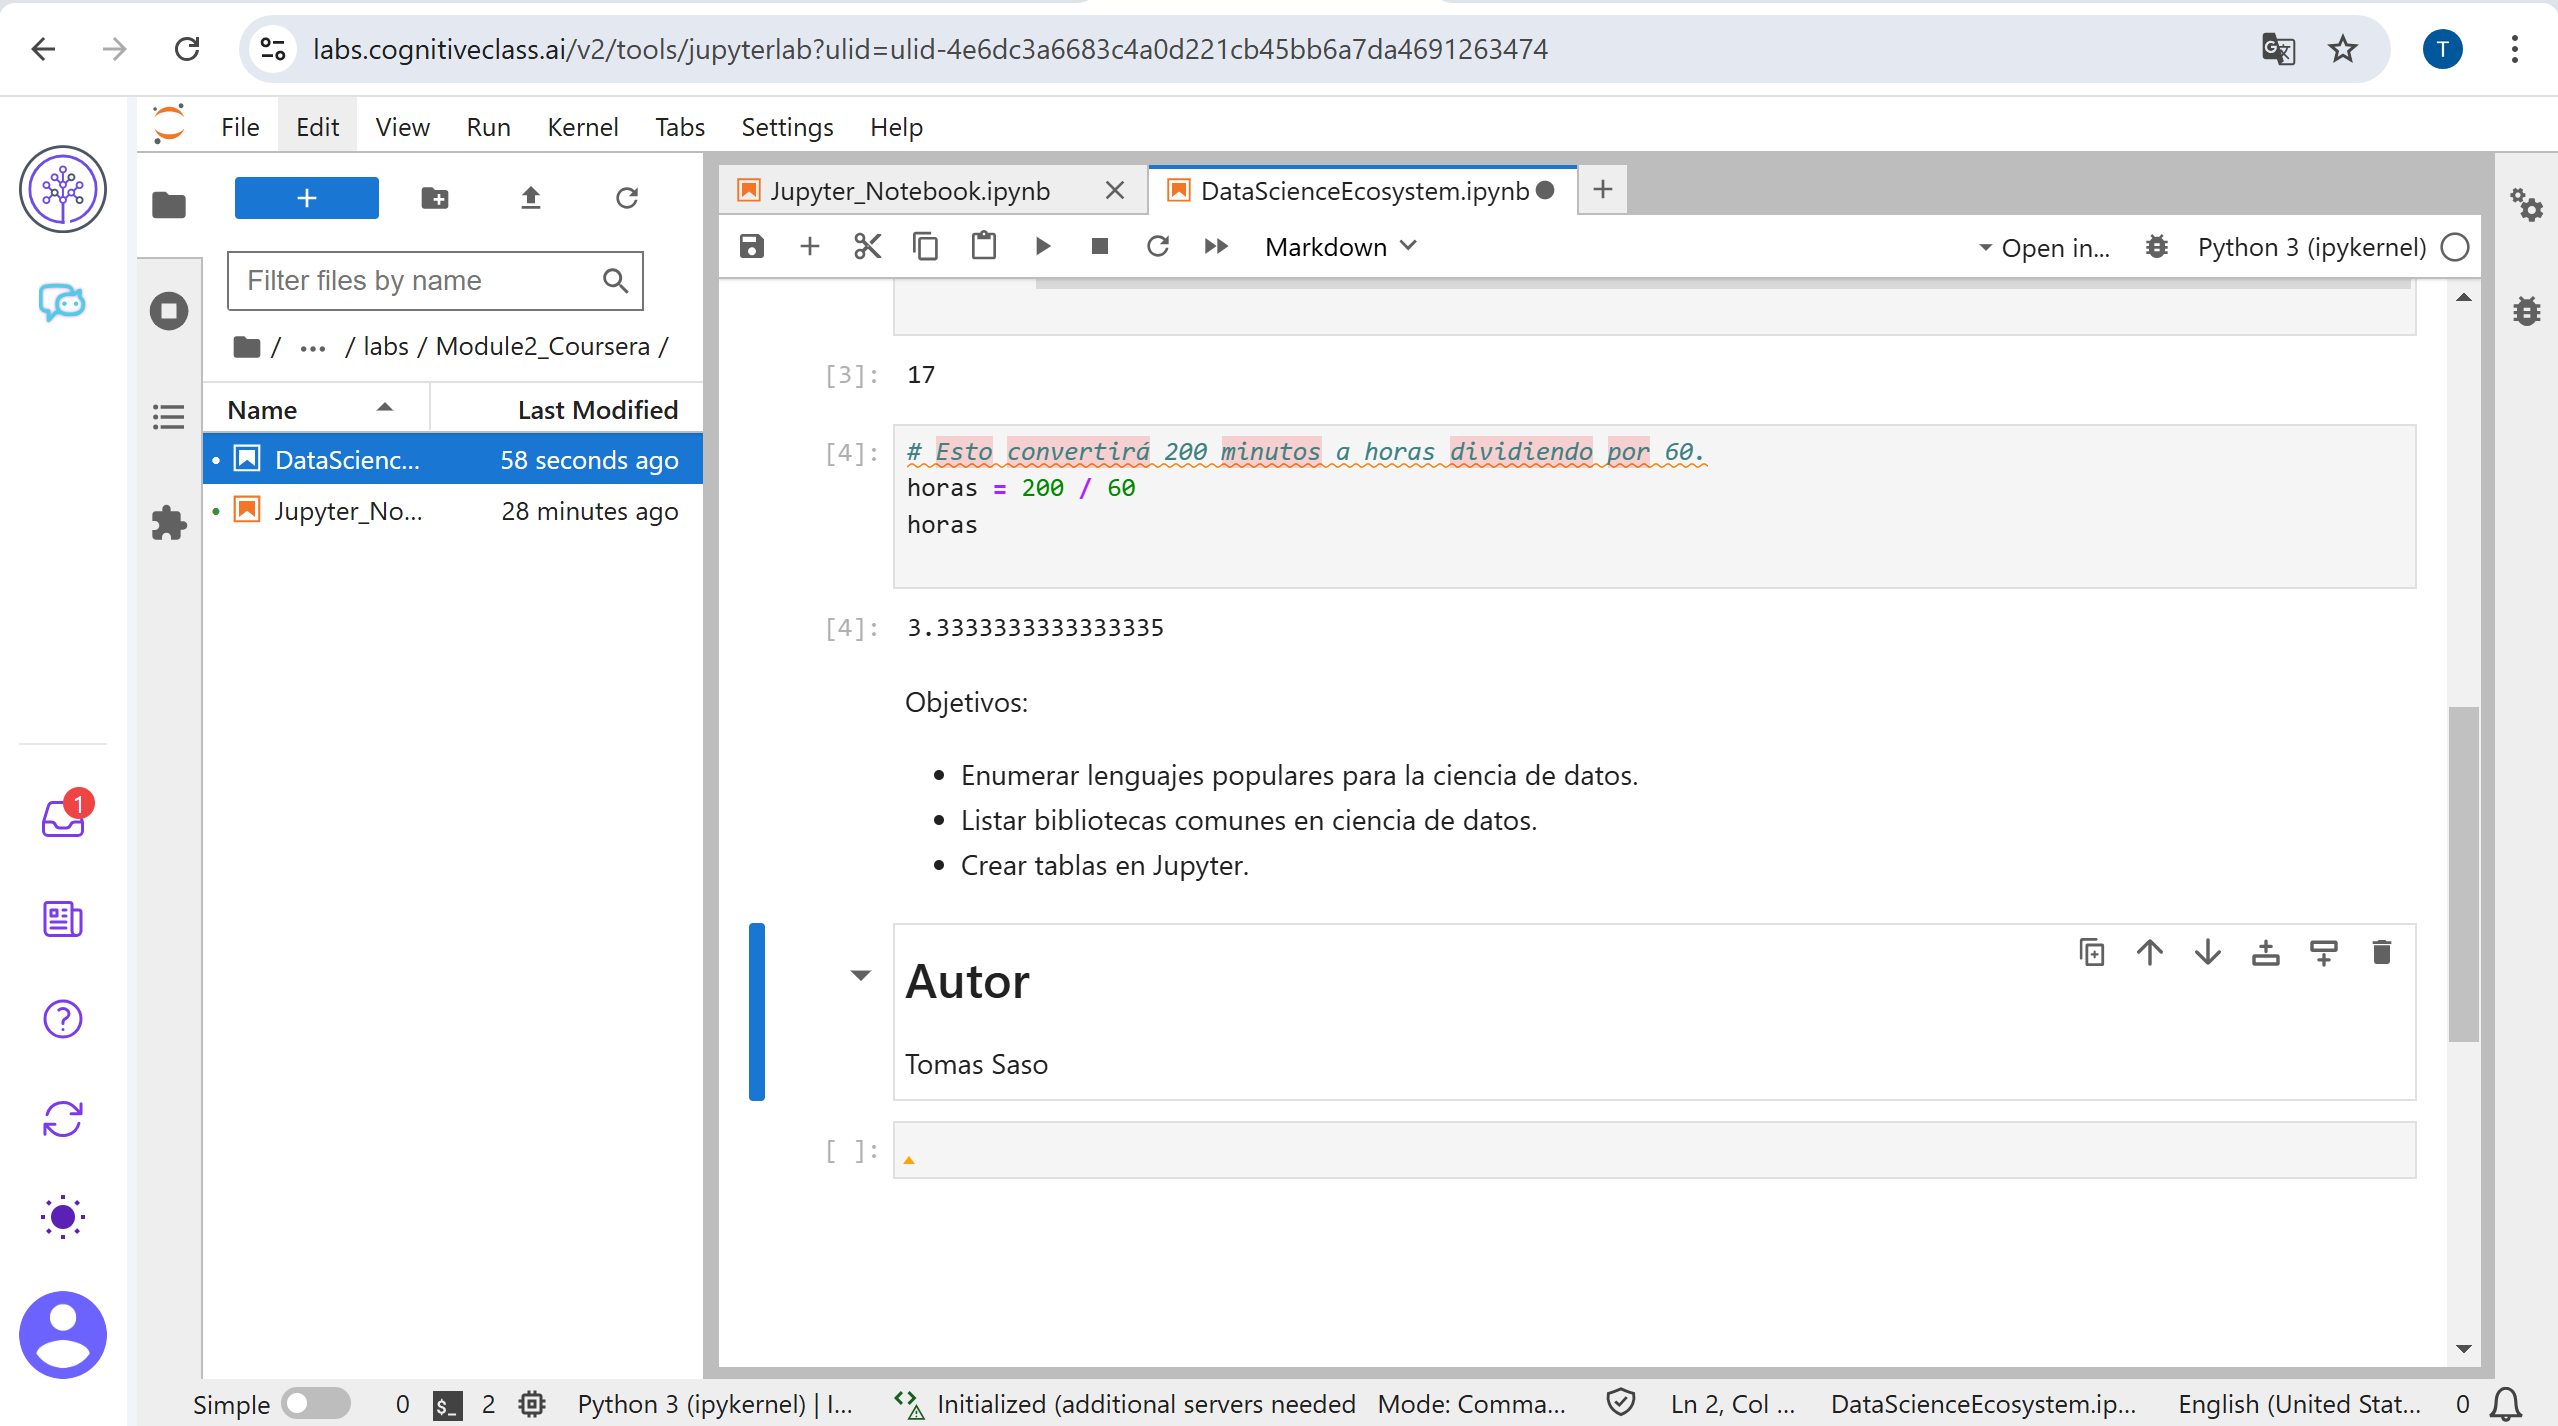 labs.cognitiveclass.ai/v2/tools/jupyterlab?ulid=ulid-4e6dc3a6683c4a0d221cb45bb6a7da4691263474
T
File Edit View Run Kernel Tabs Settings Help
Jupyter_Notebook.ipynb
DataScienceEcosystem.ipynb
Markdown
Open in...
Python 3 (ipykernel)
Filter files by name
/ ... / labs / Module2_Coursera /
Name Last Modified
DataScienc... 58 seconds ago
Jupyter_No... 28 minutes ago
[3]: 17
[4]: # Esto convertirá 200 minutos a horas dividiendo por 60.
horas = 200 / 60
horas
[4]: 3.3333333333333335
Objetivos:
• Enumerar lenguajes populares para la ciencia de datos.
• Listar bibliotecas comunes en ciencia de datos.
• Crear tablas en Jupyter.
Autor
Tomas Saso
[ ]:
1
Simple 0 $_ 2 Python 3 (ipykernel) | I... Initialized (additional servers needed Mode: Comma... Ln 2, Col ... DataScienceEcosystem.ip... English (United Stat... 0